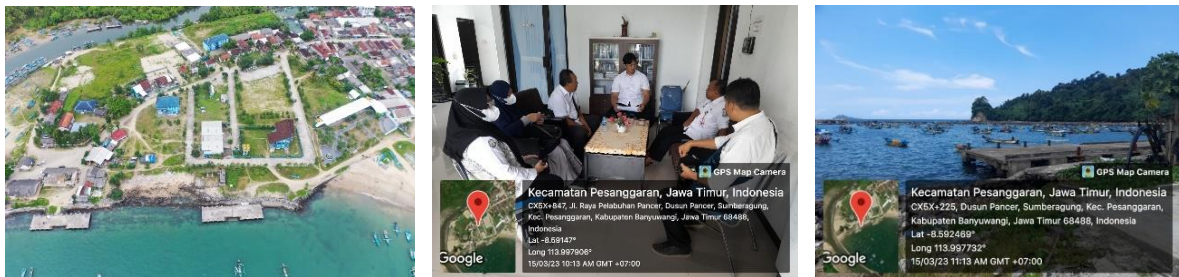 GPS Map Camera
Kecamatan Pesanggaran, Jawa Timur, Indonesia
CX5X+847, Jl. Raya Pelabuhan Pancer, Dusun Pancer, Sumberagung,
Kec. Pesanggaran, Kabupaten Banyuwangi, Jawa Timur 68488,
Indonesia
Lat -8.59147°
Long 113.997906°
15/03/23 10:13 AM GMT +07:00
Google
GPS Map Camera
Kecamatan Pesanggaran, Jawa Timur, Indonesia
CX5X+225, Dusun Pancer, Sumberagung, Kec. Pesanggaran,
Kabupaten Banyuwangi, Jawa Timur 68488, Indonesia
Lat -8.592469°
Long 113.997732°
15/03/23 11:13 AM GMT +07:00
Google